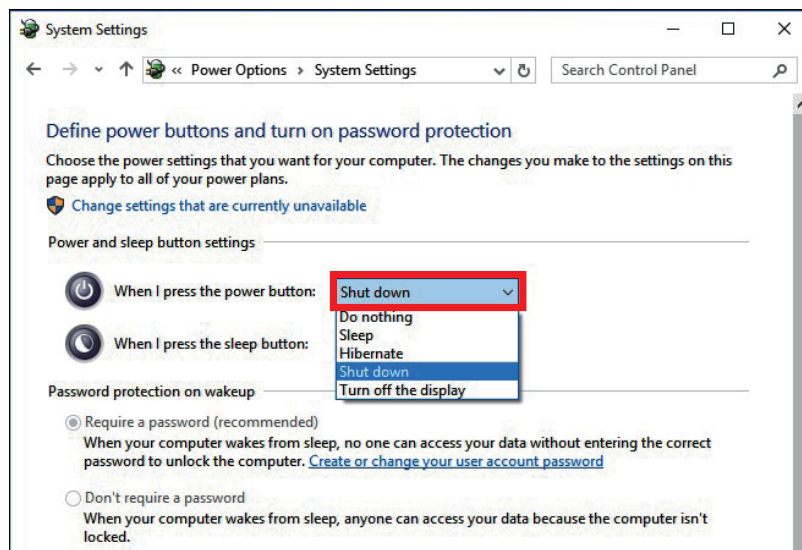 System Settings
« Power Options > System Settings
Search Control Panel
Define power buttons and turn on password protection
Choose the power settings that you want for your computer. The changes you make to the settings on this
page apply to all of your power plans.
Change settings that are currently unavailable
Power and sleep button settings
When I press the power button:
Shut down
Do nothing
Sleep
Hibernate
Shut down
Turn off the display
When I press the sleep button:
Password protection on wakeup
Require a password (recommended)
When your computer wakes from sleep, no one can access your data without entering the correct
password to unlock the computer. Create or change your user account password
Don't require a password
When your computer wakes from sleep, anyone can access your data because the computer isn't
locked.